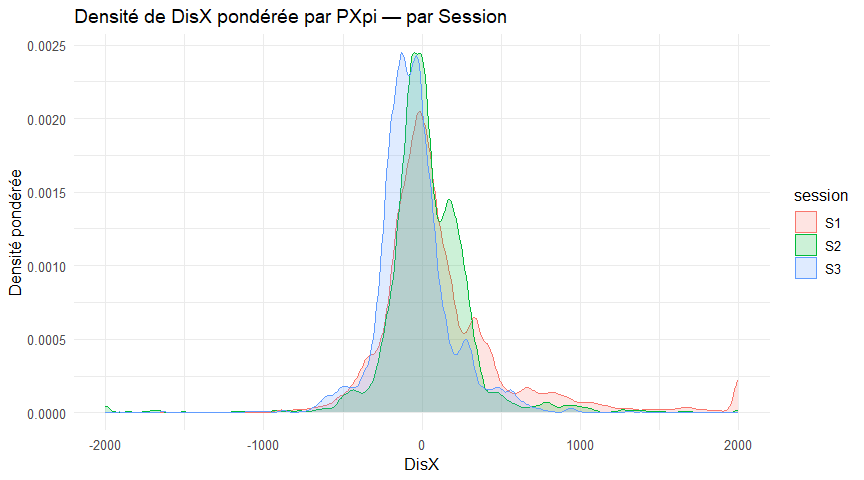 Densité de DisX pondérée par PXpi — par Session
Densité pondérée
0.0025
0.0020
0.0015
0.0010
0.0005
0.0000
-2000
-1000
0
1000
2000
DisX
session
S1
S2
S3